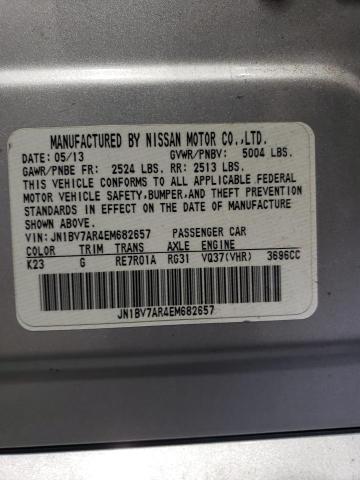 MANUFACTURED BY NISSAN MOTOR CO.,LTD.
DATE: 05/13 GVWR/PNBV: 5004 LBS.
GAWR/PNBE FR: 2524 LBS. RR: 2513 LBS.
THIS VEHICLE CONFORMS TO ALL APPLICABLE FEDERAL
MOTOR VEHICLE SAFETY,BUMPER,AND THEFT PREVENTION
STANDARDS IN EFFECT ON THE DATE OF MANUFACTURE
SHOWN ABOVE.
VIN: JN1BV7AR4EM682657 PASSENGER CAR
COLOR TRIM TRANS AXLE ENGINE
K23 G RE7R01A RG31 VQ37(VHR) 3696CC
JN1BV7AR4EM682657